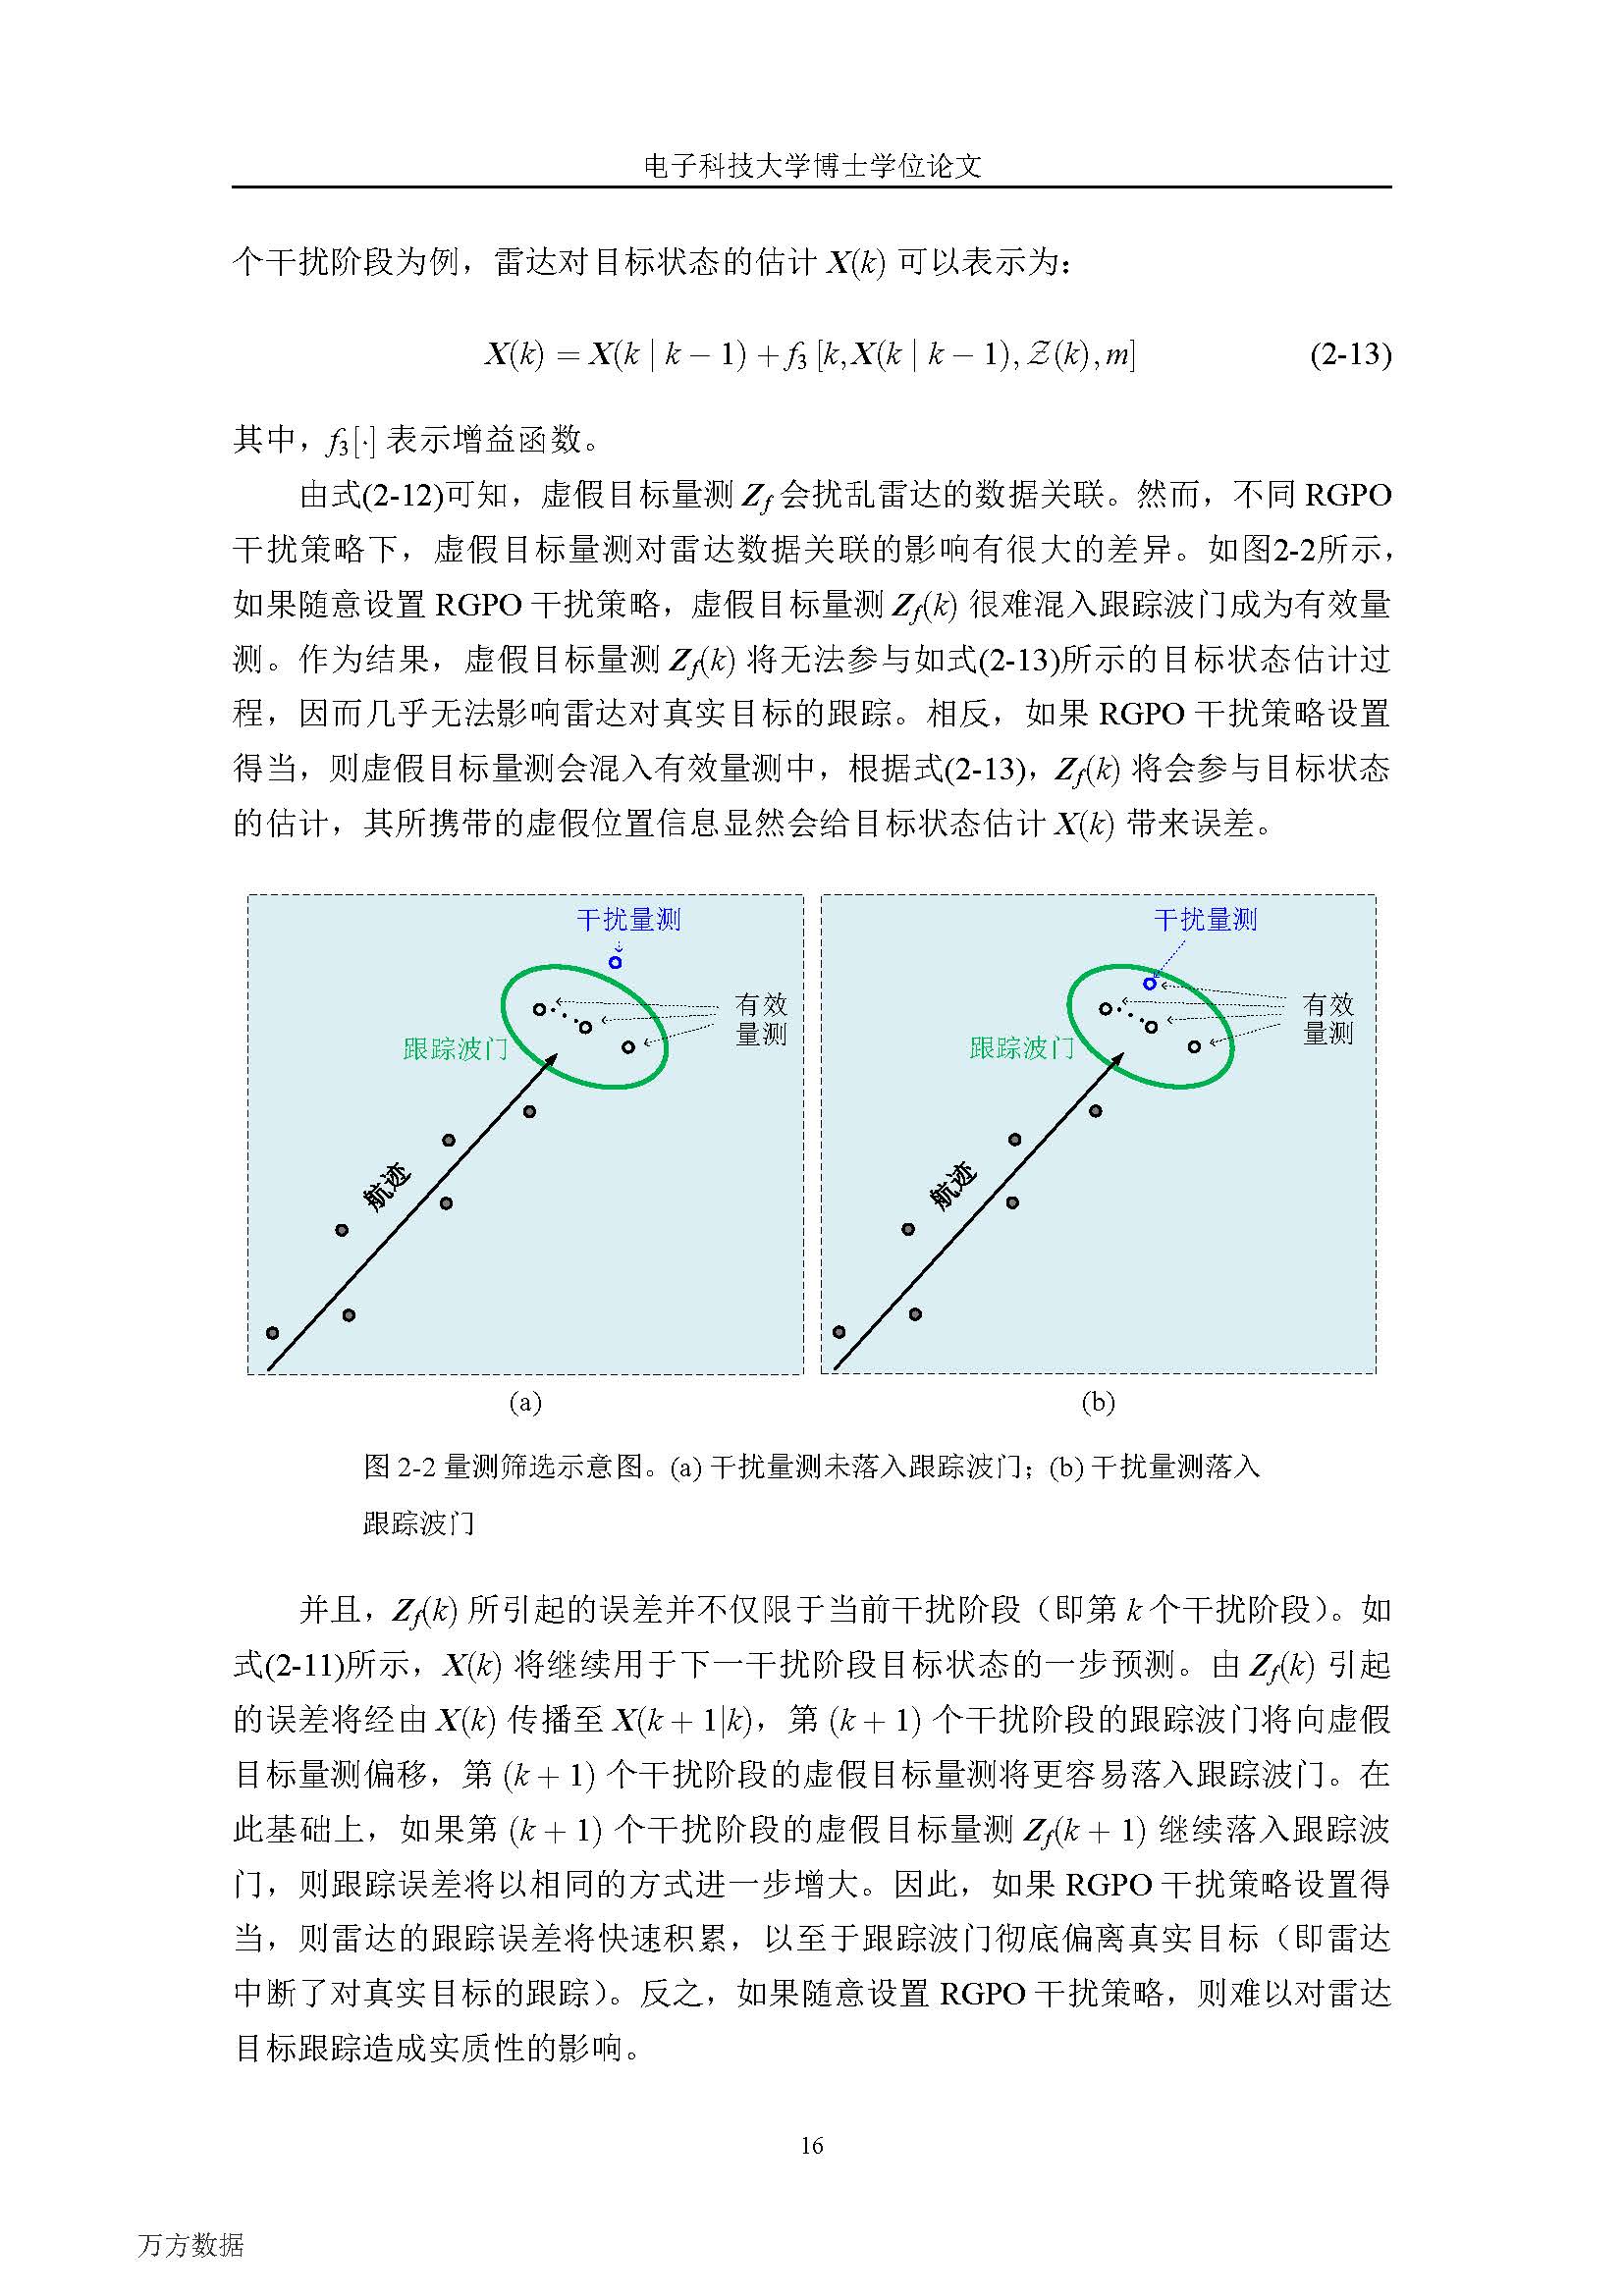 电子科技大学博士学位论文
个干扰阶段为例，雷达对目标状态的估计 X(k) 可以表示为：
X(k) = X(k | k − 1) + f₃ [k, X(k | k − 1), 𝒵(k), m] (2-13)
其中，f₃[·] 表示增益函数。
由式(2-12)可知，虚假目标量测 Z_f 会扰乱雷达的数据关联。然而，不同 RGPO
干扰策略下，虚假目标量测对雷达数据关联的影响有很大的差异。如图2-2所示，
如果随意设置 RGPO 干扰策略，虚假目标量测 Z_f(k) 很难混入跟踪波门成为有效量
测。作为结果，虚假目标量测 Z_f(k) 将无法参与如式(2-13)所示的目标状态估计过
程，因而几乎无法影响雷达对真实目标的跟踪。相反，如果 RGPO 干扰策略设置
得当，则虚假目标量测会混入有效量测中，根据式(2-13)，Z_f(k) 将会参与目标状态
的估计，其所携带的虚假位置信息显然会给目标状态估计 X(k) 带来误差。
干扰量测
有效
量测
跟踪波门
航迹
(a)
干扰量测
有效
量测
跟踪波门
航迹
(b)
图 2-2 量测筛选示意图。(a) 干扰量测未落入跟踪波门；(b) 干扰量测落入
跟踪波门
并且，Z_f(k) 所引起的误差并不仅限于当前干扰阶段（即第 k 个干扰阶段）。如
式(2-11)所示，X(k) 将继续用于下一干扰阶段目标状态的一步预测。由 Z_f(k) 引起
的误差将经由 X(k) 传播至 X(k + 1|k)，第 (k + 1) 个干扰阶段的跟踪波门将向虚假
目标量测偏移，第 (k + 1) 个干扰阶段的虚假目标量测将更容易落入跟踪波门。在
此基础上，如果第 (k + 1) 个干扰阶段的虚假目标量测 Z_f(k + 1) 继续落入跟踪波
门，则跟踪误差将以相同的方式进一步增大。因此，如果 RGPO 干扰策略设置得
当，则雷达的跟踪误差将快速积累，以至于跟踪波门彻底偏离真实目标（即雷达
中断了对真实目标的跟踪）。反之，如果随意设置 RGPO 干扰策略，则难以对雷达
目标跟踪造成实质性的影响。
16
万方数据